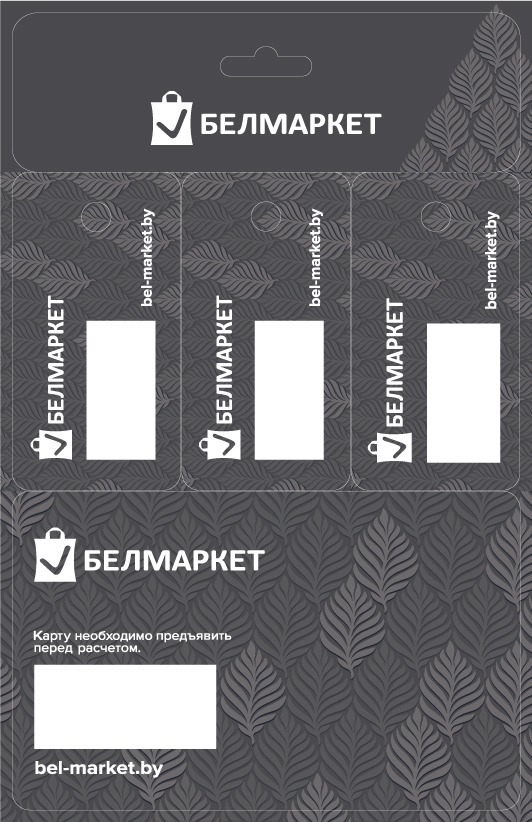 БЕЛМАРКЕТ
БЕЛМАРКЕТ
bel-market.by
БЕЛМАРКЕТ
bel-market.by
БЕЛМАРКЕТ
bel-market.by
БЕЛМАРКЕТ
Карту необходимо предъявить
перед расчетом.
bel-market.by